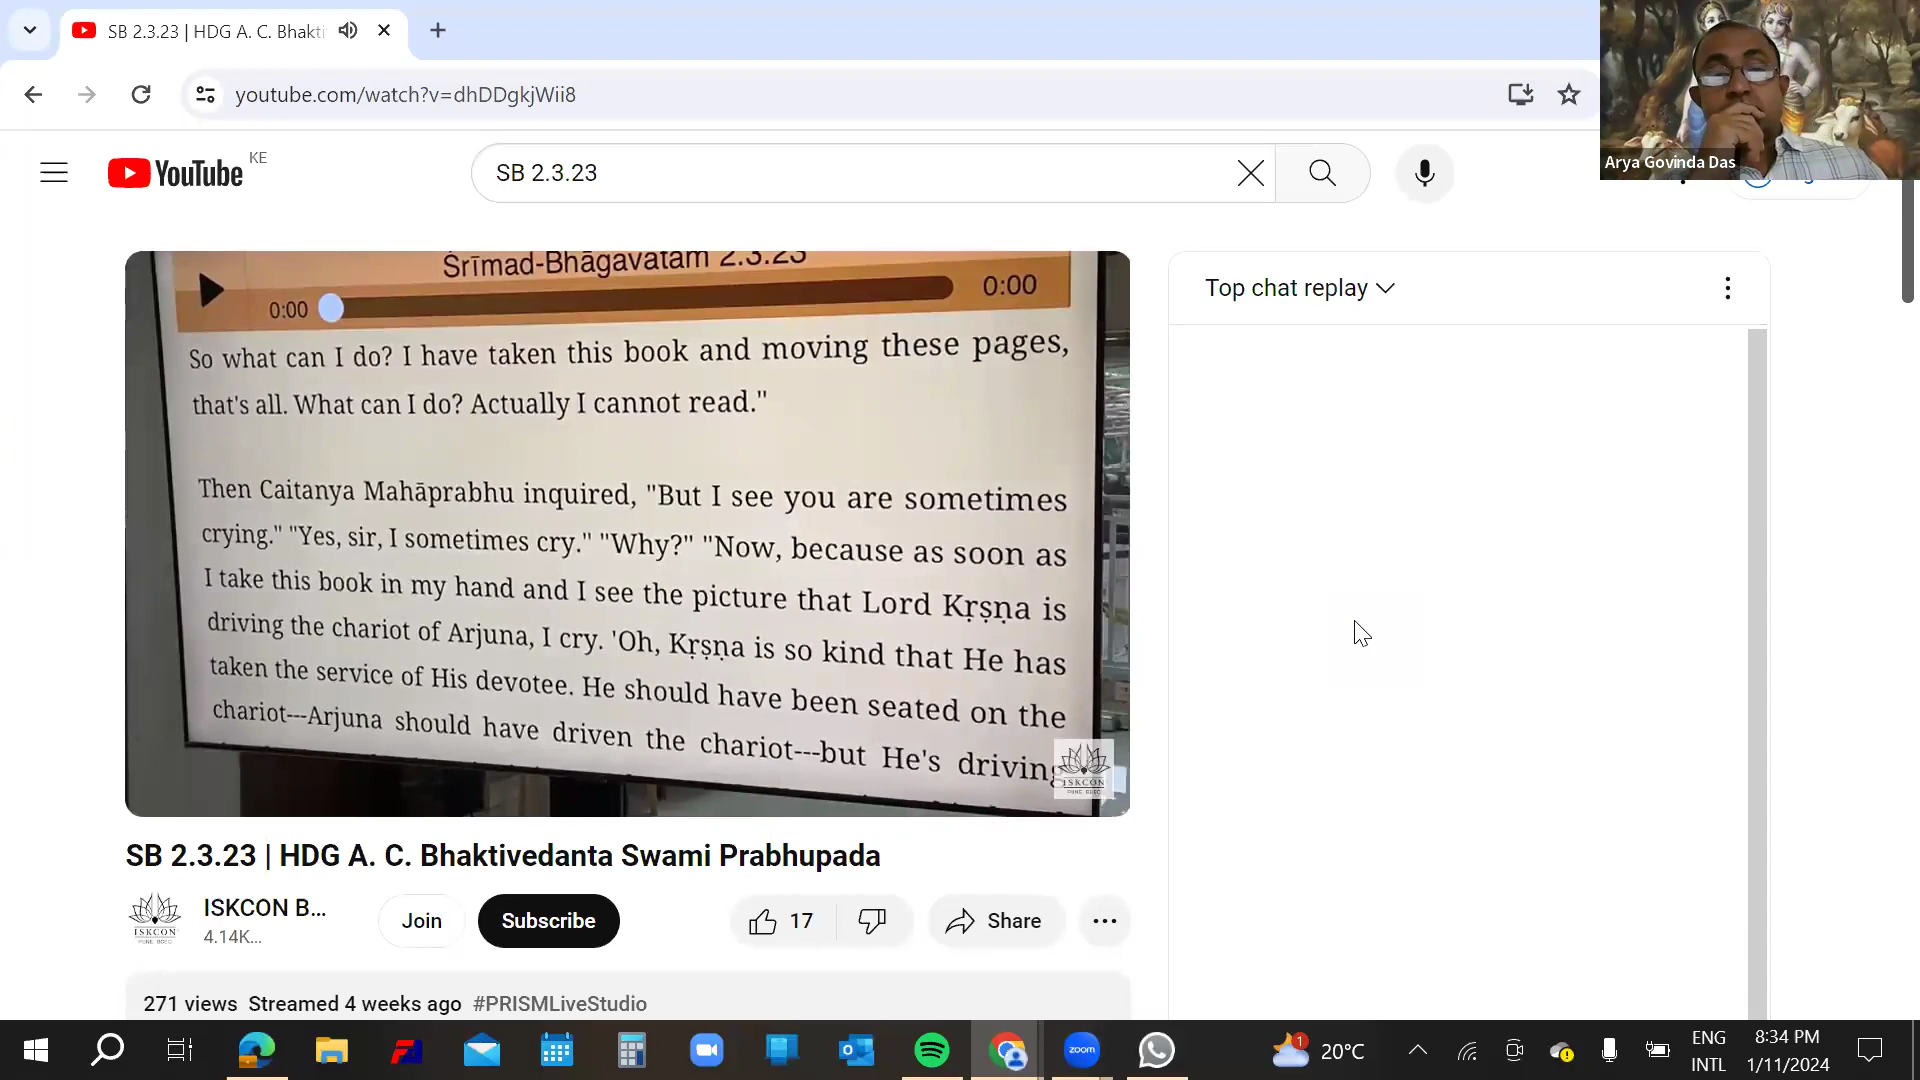 SB 2.3.23 | HDG A. C. Bhakti
youtube.com/watch?v=dhDDgkjWii8
YouTube KE
SB 2.3.23
Arya Govinda Das
Śrīmad-Bhāgavatam 2.3.23
0:00
0:00
So what can I do? I have taken this book and moving these pages,
that's all. What can I do? Actually I cannot read."
Then Caitanya Mahāprabhu inquired, "But I see you are sometimes
crying." "Yes, sir, I sometimes cry." "Why?" "Now, because as soon as
I take this book in my hand and I see the picture that Lord Kṛṣṇa is
driving the chariot of Arjuna, I cry. 'Oh, Kṛṣṇa is so kind that He has
taken the service of His devotee. He should have been seated on the
chariot---Arjuna should have driven the chariot---but He's driving
ISKCON
Top chat replay
SB 2.3.23 | HDG A. C. Bhaktivedanta Swami Prabhupada
ISKCON
ISKCON B...
4.14K...
Join
Subscribe
17
Share
271 views Streamed 4 weeks ago #PRISMLiveStudio
zoom
1
20°C
ENG
INTL
8:34 PM
1/11/2024